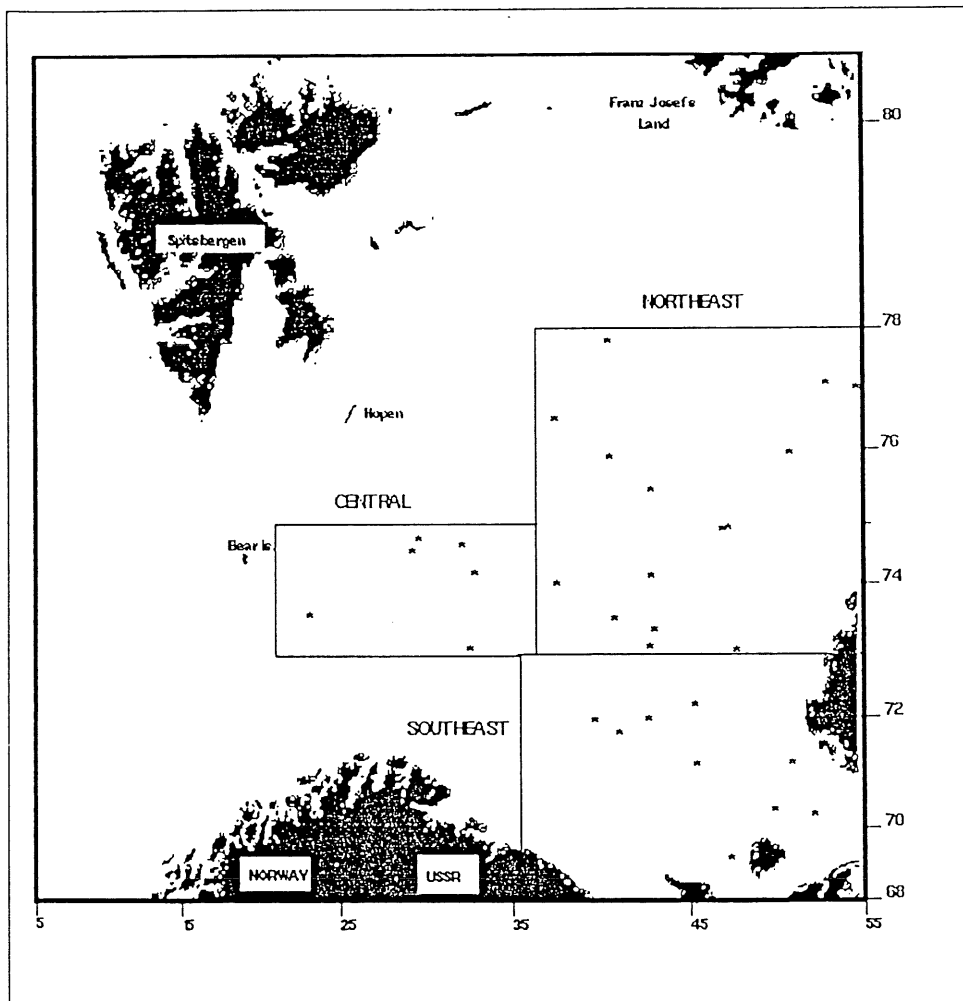 Franz Josefs
Land
80
Spitsbergen
NORTHEAST
78
Hopen
76
CENTRAL
Bear Is.
74
72
SOUTHEAST
70
NORWAY
USSR
68
5
15
25
35
45
55